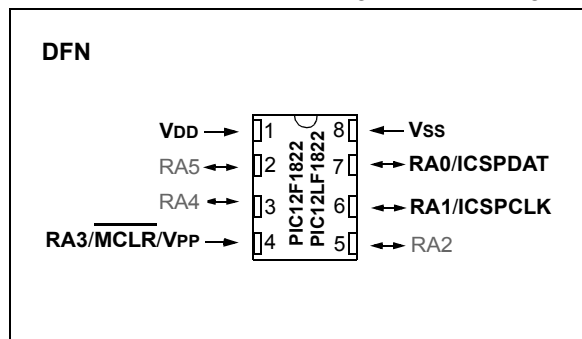 DFN
VDD 1 8 VSS
RA5 2 7 RA0/ICSPDAT
RA4 3 6 RA1/ICSPCLK
RA3/MCLR/VPP 4 5 RA2
PIC12F1822
PIC12LF1822